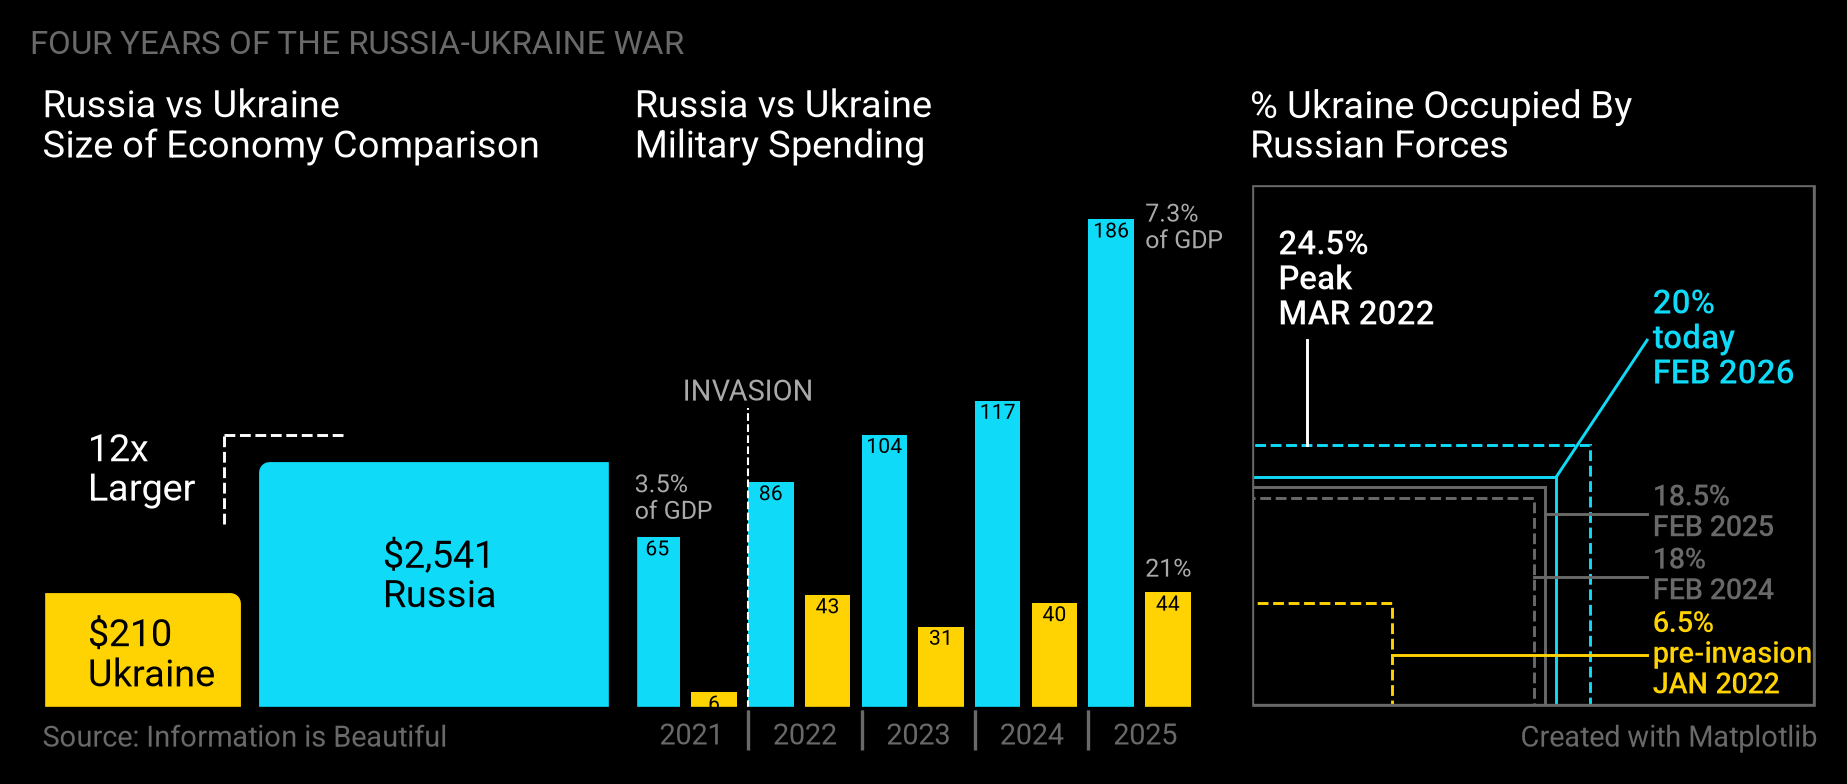 FOUR YEARS OF THE RUSSIA-UKRAINE WAR
Russia vs Ukraine
Size of Economy Comparison
12x
Larger
$2,541
Russia
$210
Ukraine
Source: Information is Beautiful
Russia vs Ukraine
Military Spending
INVASION
3.5%
of GDP
65
6
86
43
104
31
117
40
186
7.3%
of GDP
21%
44
2021
2022
2023
2024
2025
% Ukraine Occupied By
Russian Forces
24.5%
Peak
MAR 2022
20%
today
FEB 2026
18.5%
FEB 2025
18%
FEB 2024
6.5%
pre-invasion
JAN 2022
Created with Matplotlib